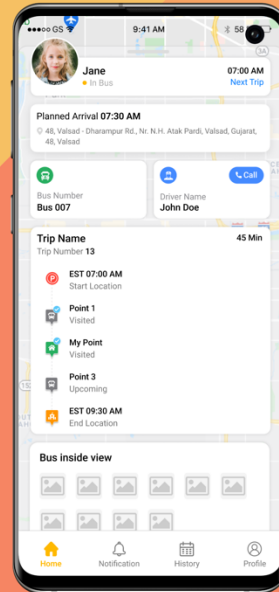 GS
9:41 AM
58
Jane
07:00 AM
In Bus
Next Trip
Planned Arrival 07:30 AM
48, Valsad - Dharampur Rd., Nr. N.H. Atak Pardi, Valsad, Gujarat,
48, Valsad
Call
Bus Number
Driver Name
Bus 007
John Doe
Trip Name
45 Min
Trip Number 13
EST 07:00 AM
Start Location
Point 1
Visited
My Point
Visited
Point 3
Upcoming
EST 09:30 AM
End Location
Bus inside view
Home
Notification
History
Profile